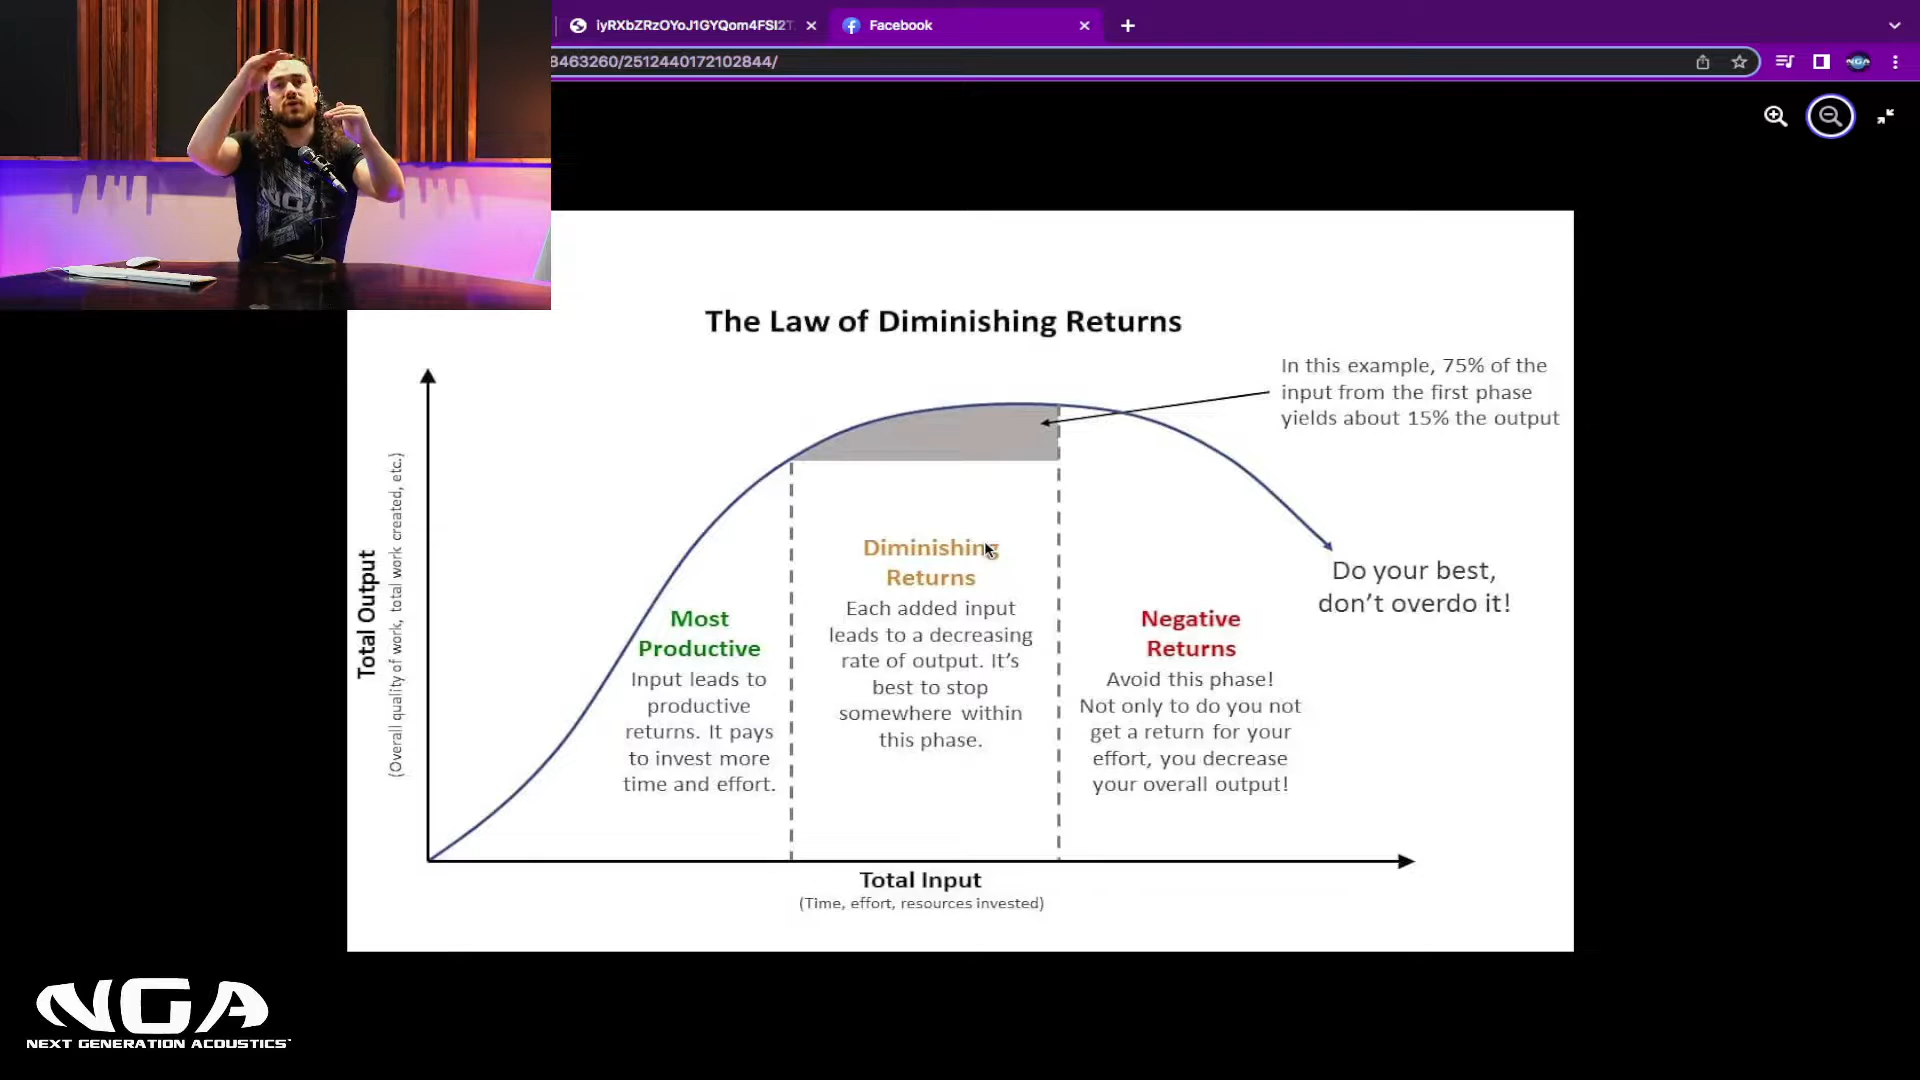 iyRXbZRzOYoJ1GYQom4FSI2T
Facebook
8463260/2512440172102844/
NGA
The Law of Diminishing Returns
In this example, 75% of the
input from the first phase
yields about 15% the output
Total Output
(Overall quality of work, total work created, etc.)
Diminishing
Returns
Each added input
leads to a decreasing
rate of output. It's
best to stop
somewhere within
this phase.
Most
Productive
Input leads to
productive
returns. It pays
to invest more
time and effort.
Negative
Returns
Avoid this phase!
Not only to do you not
get a return for your
effort, you decrease
your overall output!
Do your best,
don't overdo it!
Total Input
(Time, effort, resources invested)
NGA
NEXT GENERATION ACOUSTICS